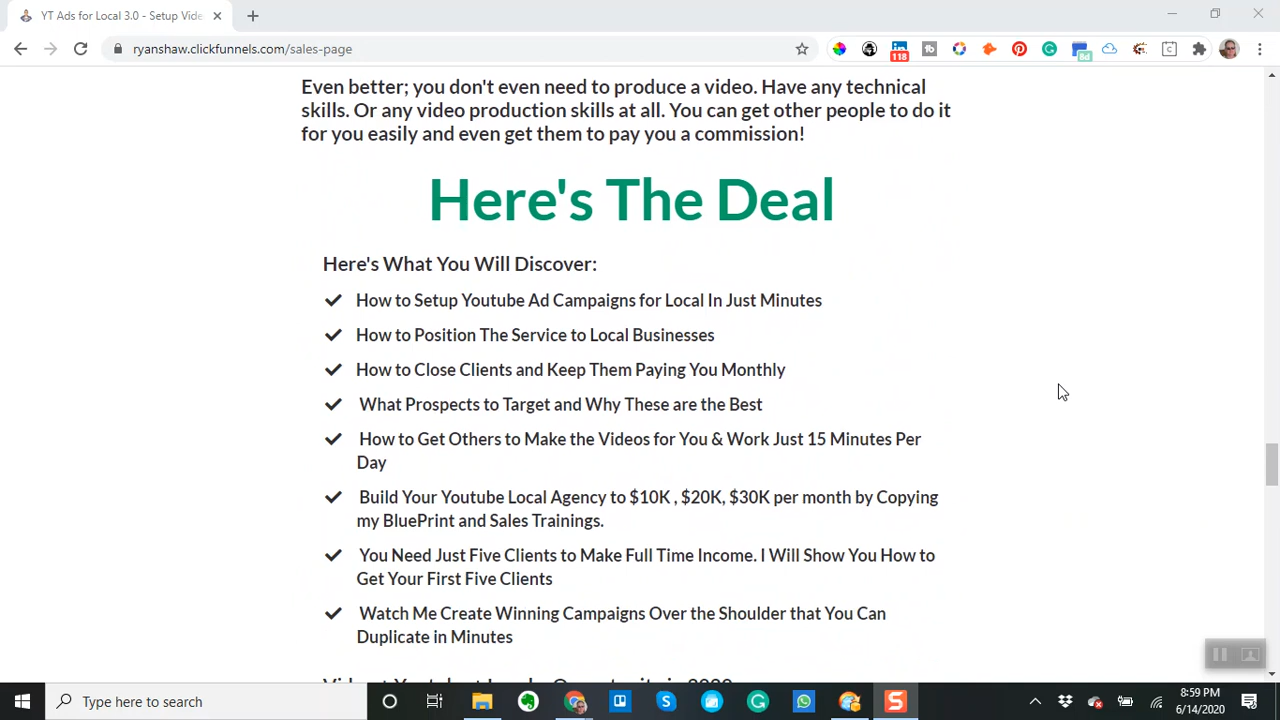 YT Ads for Local 3.0 - Setup Vide
ryanshaw.clickfunnels.com/sales-page
118
8d
Even better; you don't even need to produce a video. Have any technical
skills. Or any video production skills at all. You can get other people to do it
for you easily and even get them to pay you a commission!
Here's The Deal
Here's What You Will Discover:
How to Setup Youtube Ad Campaigns for Local In Just Minutes
How to Position The Service to Local Businesses
How to Close Clients and Keep Them Paying You Monthly
What Prospects to Target and Why These are the Best
How to Get Others to Make the Videos for You & Work Just 15 Minutes Per
Day
Build Your Youtube Local Agency to $10K , $20K, $30K per month by Copying
my BluePrint and Sales Trainings.
You Need Just Five Clients to Make Full Time Income. I Will Show You How to
Get Your First Five Clients
Watch Me Create Winning Campaigns Over the Shoulder that You Can
Duplicate in Minutes
Type here to search
8:59 PM
6/14/2020